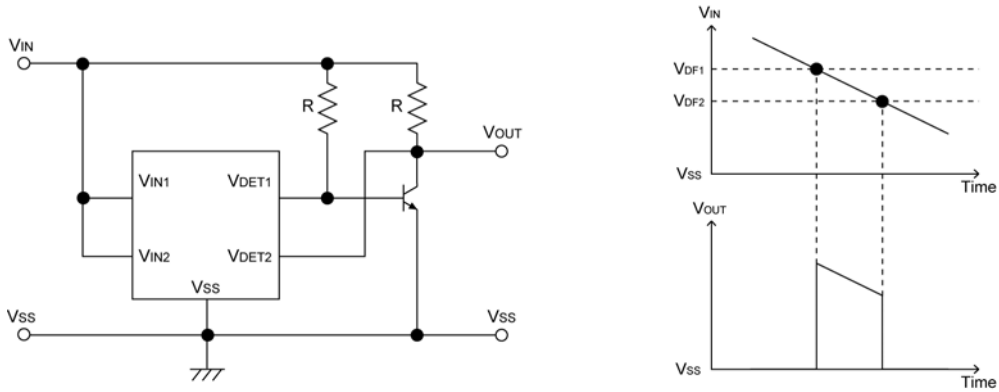 VIN
R
R
VOUT
VIN1
VDET1
VIN2
VDET2
VSS
VSS
VSS
VIN
VDF1
VDF2
VSS
Time
VOUT
VSS
Time